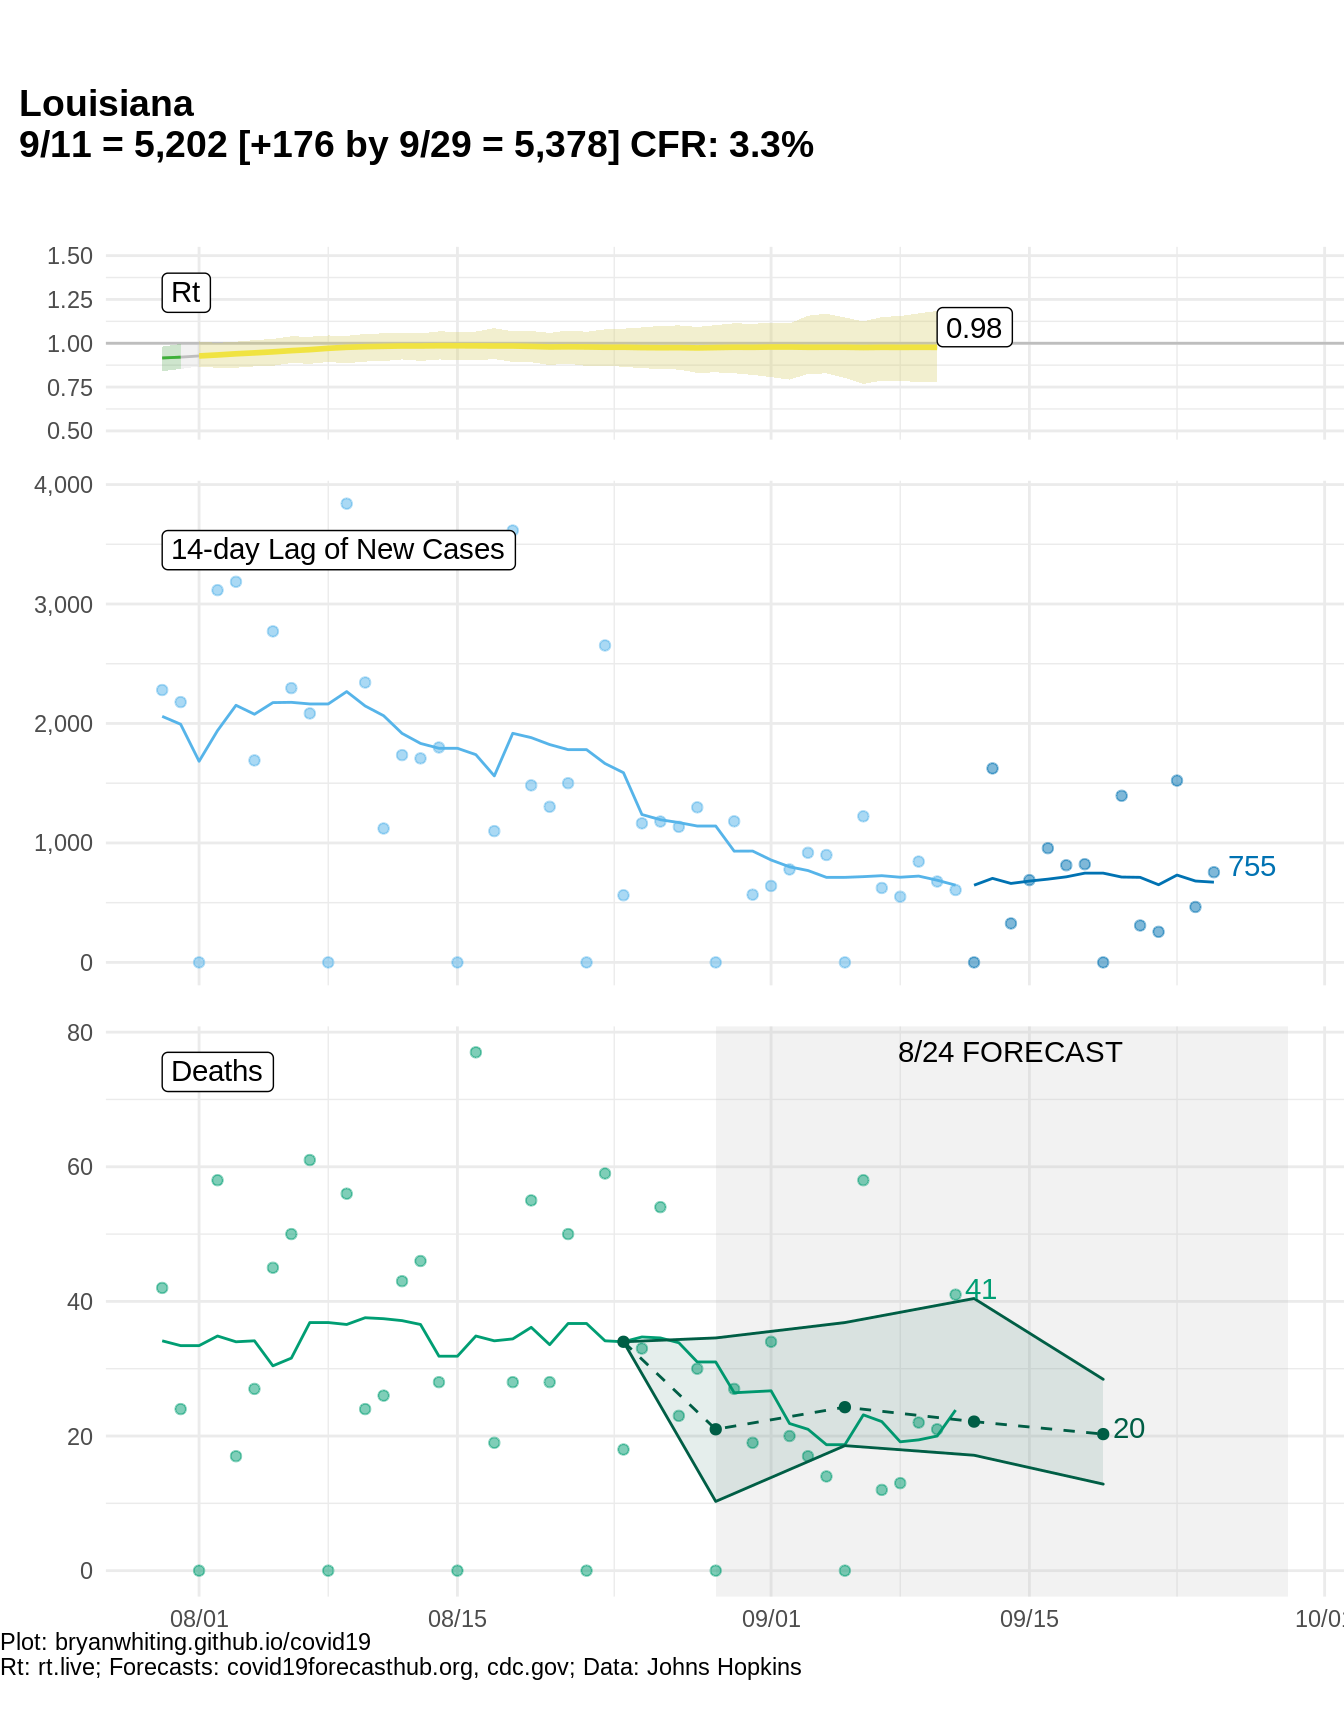 Louisiana
9/11 = 5,202 [+176 by 9/29 = 5,378] CFR: 3.3%
1.50
Rt
1.25
0.98
1.00
0.75
0.50
4,000
14-day Lag of New Cases
3,000
2,000
1,000
755
0
80
8/24 FORECAST
Deaths
60
41
40
20
20
0
08/01 08/15 09/01 09/15 10/01
Plot: bryanwhiting.github.io/covid19
Rt: rt.live; Forecasts: covid19forecasthub.org, cdc.gov; Data: Johns Hopkins